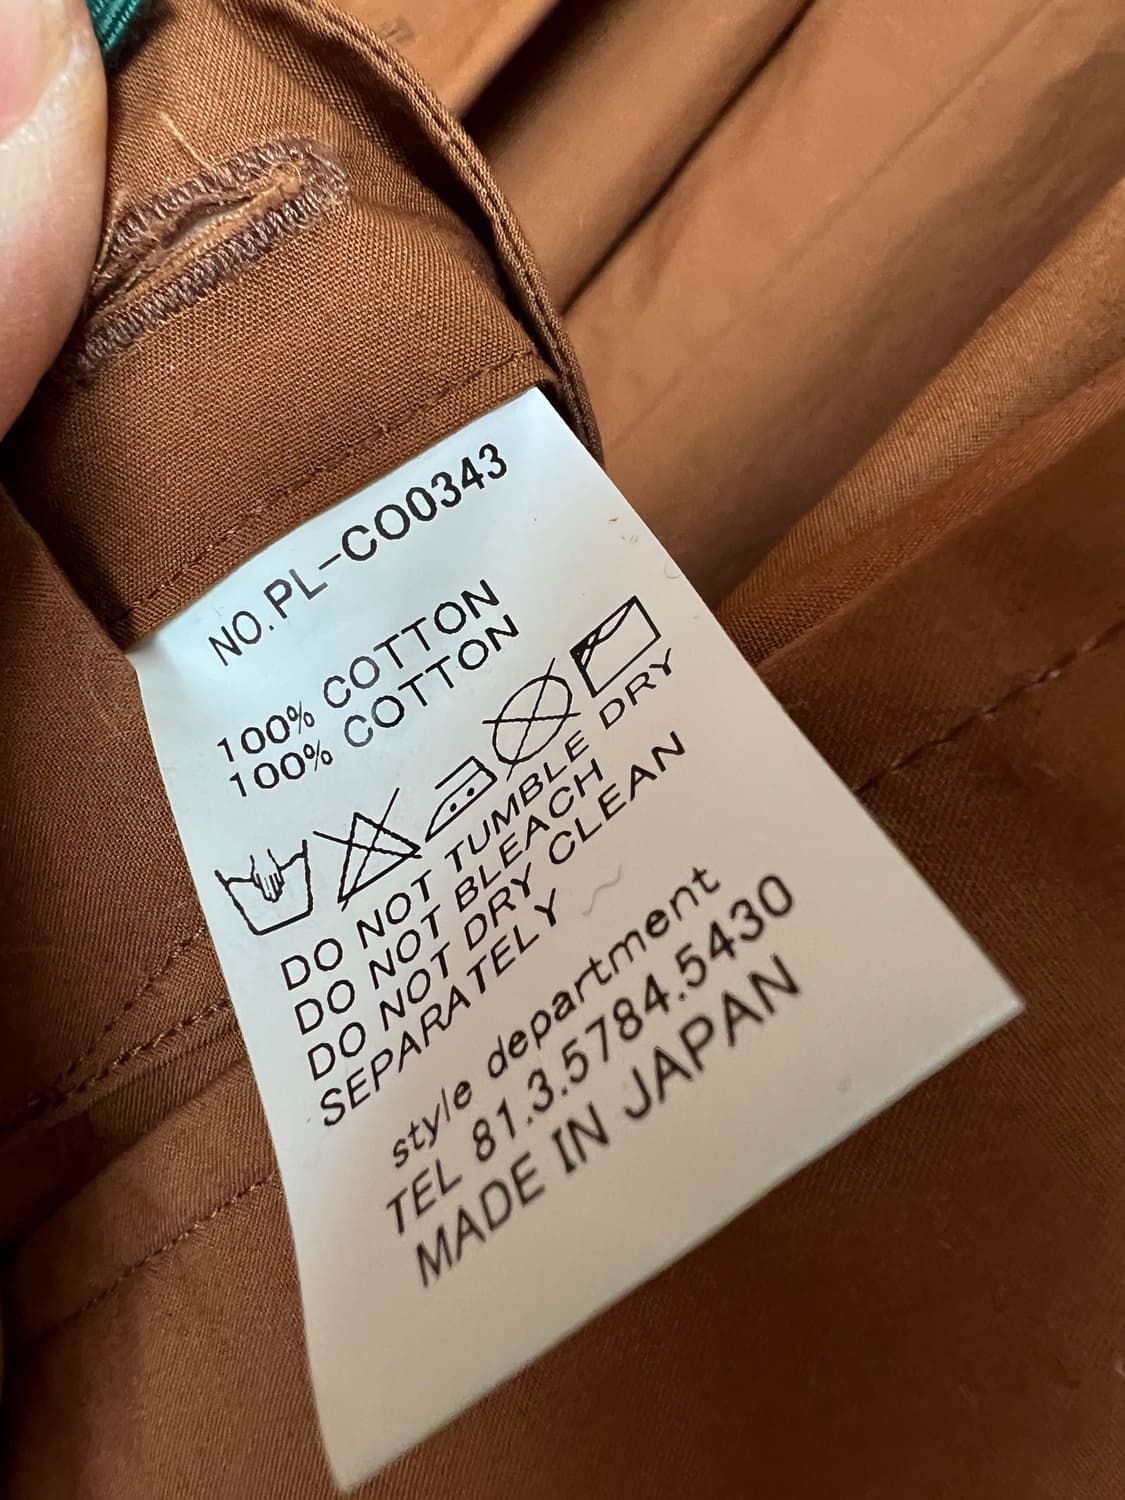 NO.PL-CO0343
100% COTTON
100% COTTON
DO NOT TUMBLE DRY
DO NOT BLEACH
DO NOT DRY CLEAN
SEPARATELY
style department
TEL 81.3.5784.5430
MADE IN JAPAN